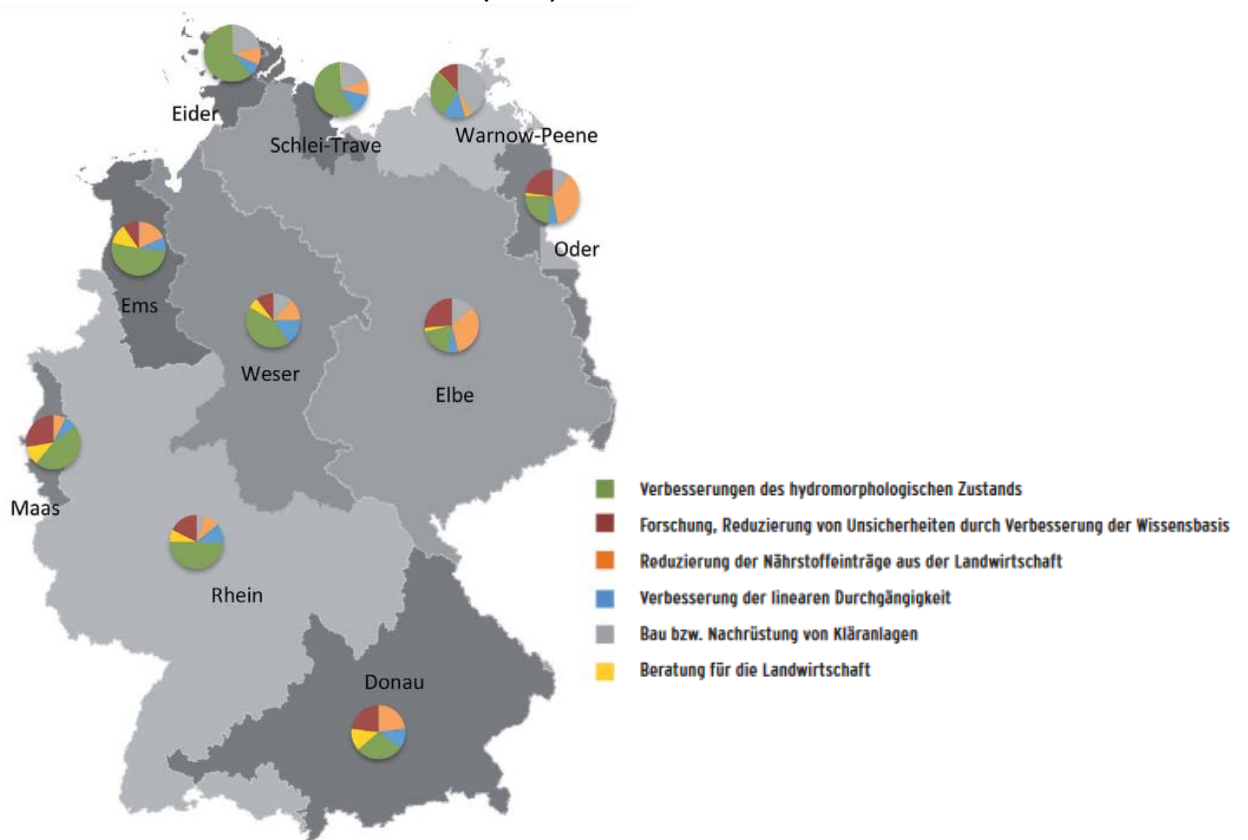 Eider
Schlei-Trave
Warnow-Peene
Oder
Ems
Weser
Elbe
Maas
Rhein
Donau
Verbesserungen des hydromorphologischen Zustands
Forschung, Reduzierung von Unsicherheiten durch Verbesserung der Wissensbasis
Reduzierung der Nährstoffeinträge aus der Landwirtschaft
Verbesserung der linearen Durchgängigkeit
Bau bzw. Nachrüstung von Kläranlagen
Beratung für die Landwirtschaft